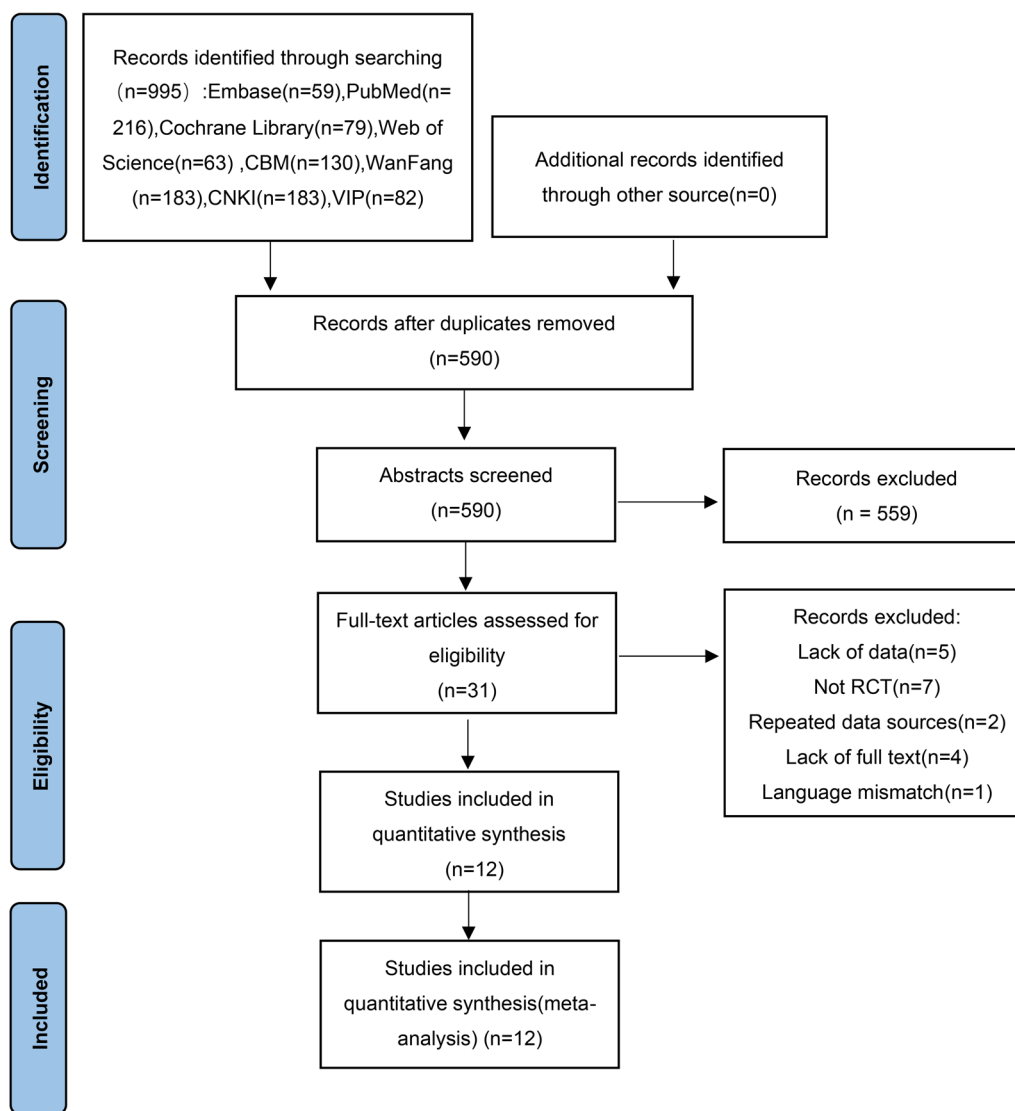 Identification
Records identified through searching
（n=995）:Embase(n=59),PubMed(n=
216),Cochrane Library(n=79),Web of
Science(n=63) ,CBM(n=130),WanFang
(n=183),CNKI(n=183),VIP(n=82)
Additional records identified
through other source(n=0)
Screening
Records after duplicates removed
(n=590)
Abstracts screened
(n=590)
Records excluded
(n = 559)
Eligibility
Full-text articles assessed for
eligibility
(n=31)
Records excluded:
Lack of data(n=5)
Not RCT(n=7)
Repeated data sources(n=2)
Lack of full text(n=4)
Language mismatch(n=1)
Studies included in
quantitative synthesis
(n=12)
Included
Studies included in
quantitative synthesis(meta-
analysis) (n=12)